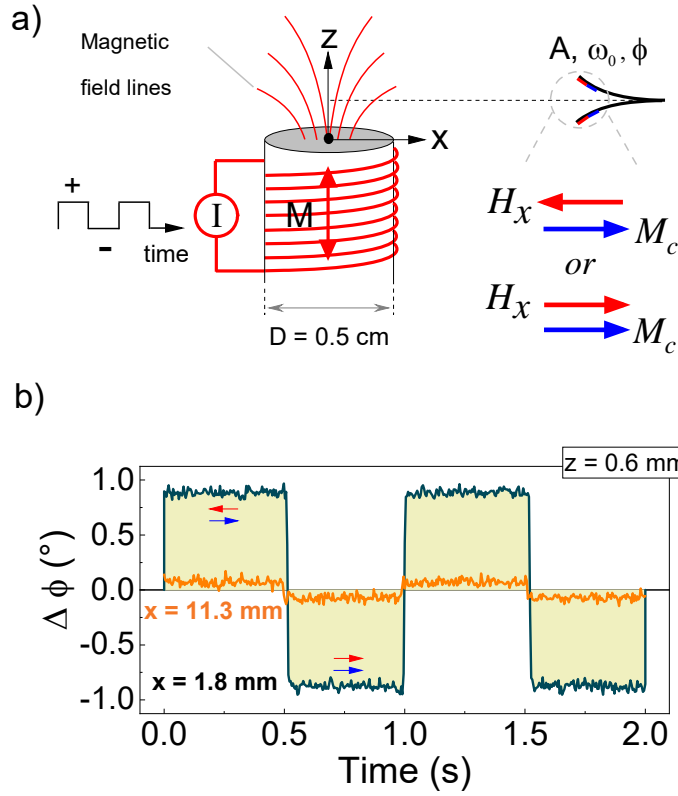 a)
Magnetic
field lines
z
x
A, ω₀, ϕ
+
-
time
I
M
D = 0.5 cm
Hₓ
M_c
or
Hₓ
M_c
b)
z = 0.6 mm
Δ ϕ (°)
1.0
0.5
0.0
-0.5
-1.0
x = 11.3 mm
x = 1.8 mm
0.0 0.5 1.0 1.5 2.0
Time (s)